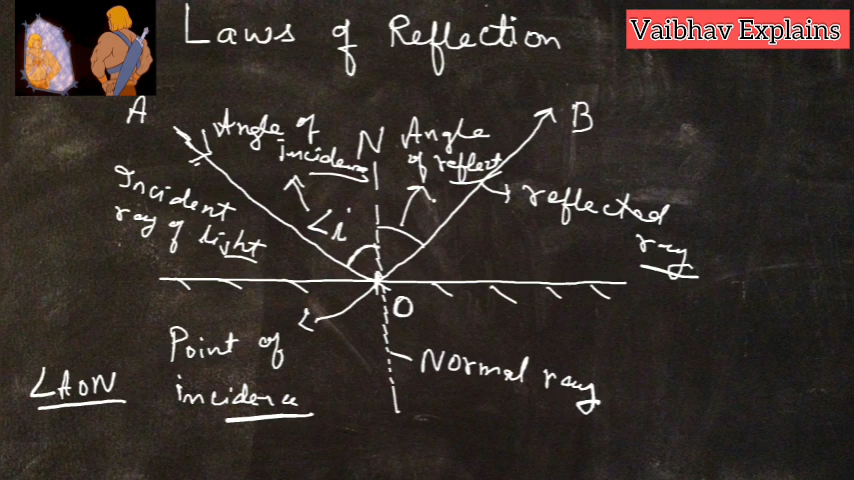 Laws of Reflection
Vaibhav Explains
A
Angle of
incidence
N
Angle
of reflect
B
Incident
ray of light
∠i
reflected
ray
O
Point of
incidence
Normal ray
∠AON